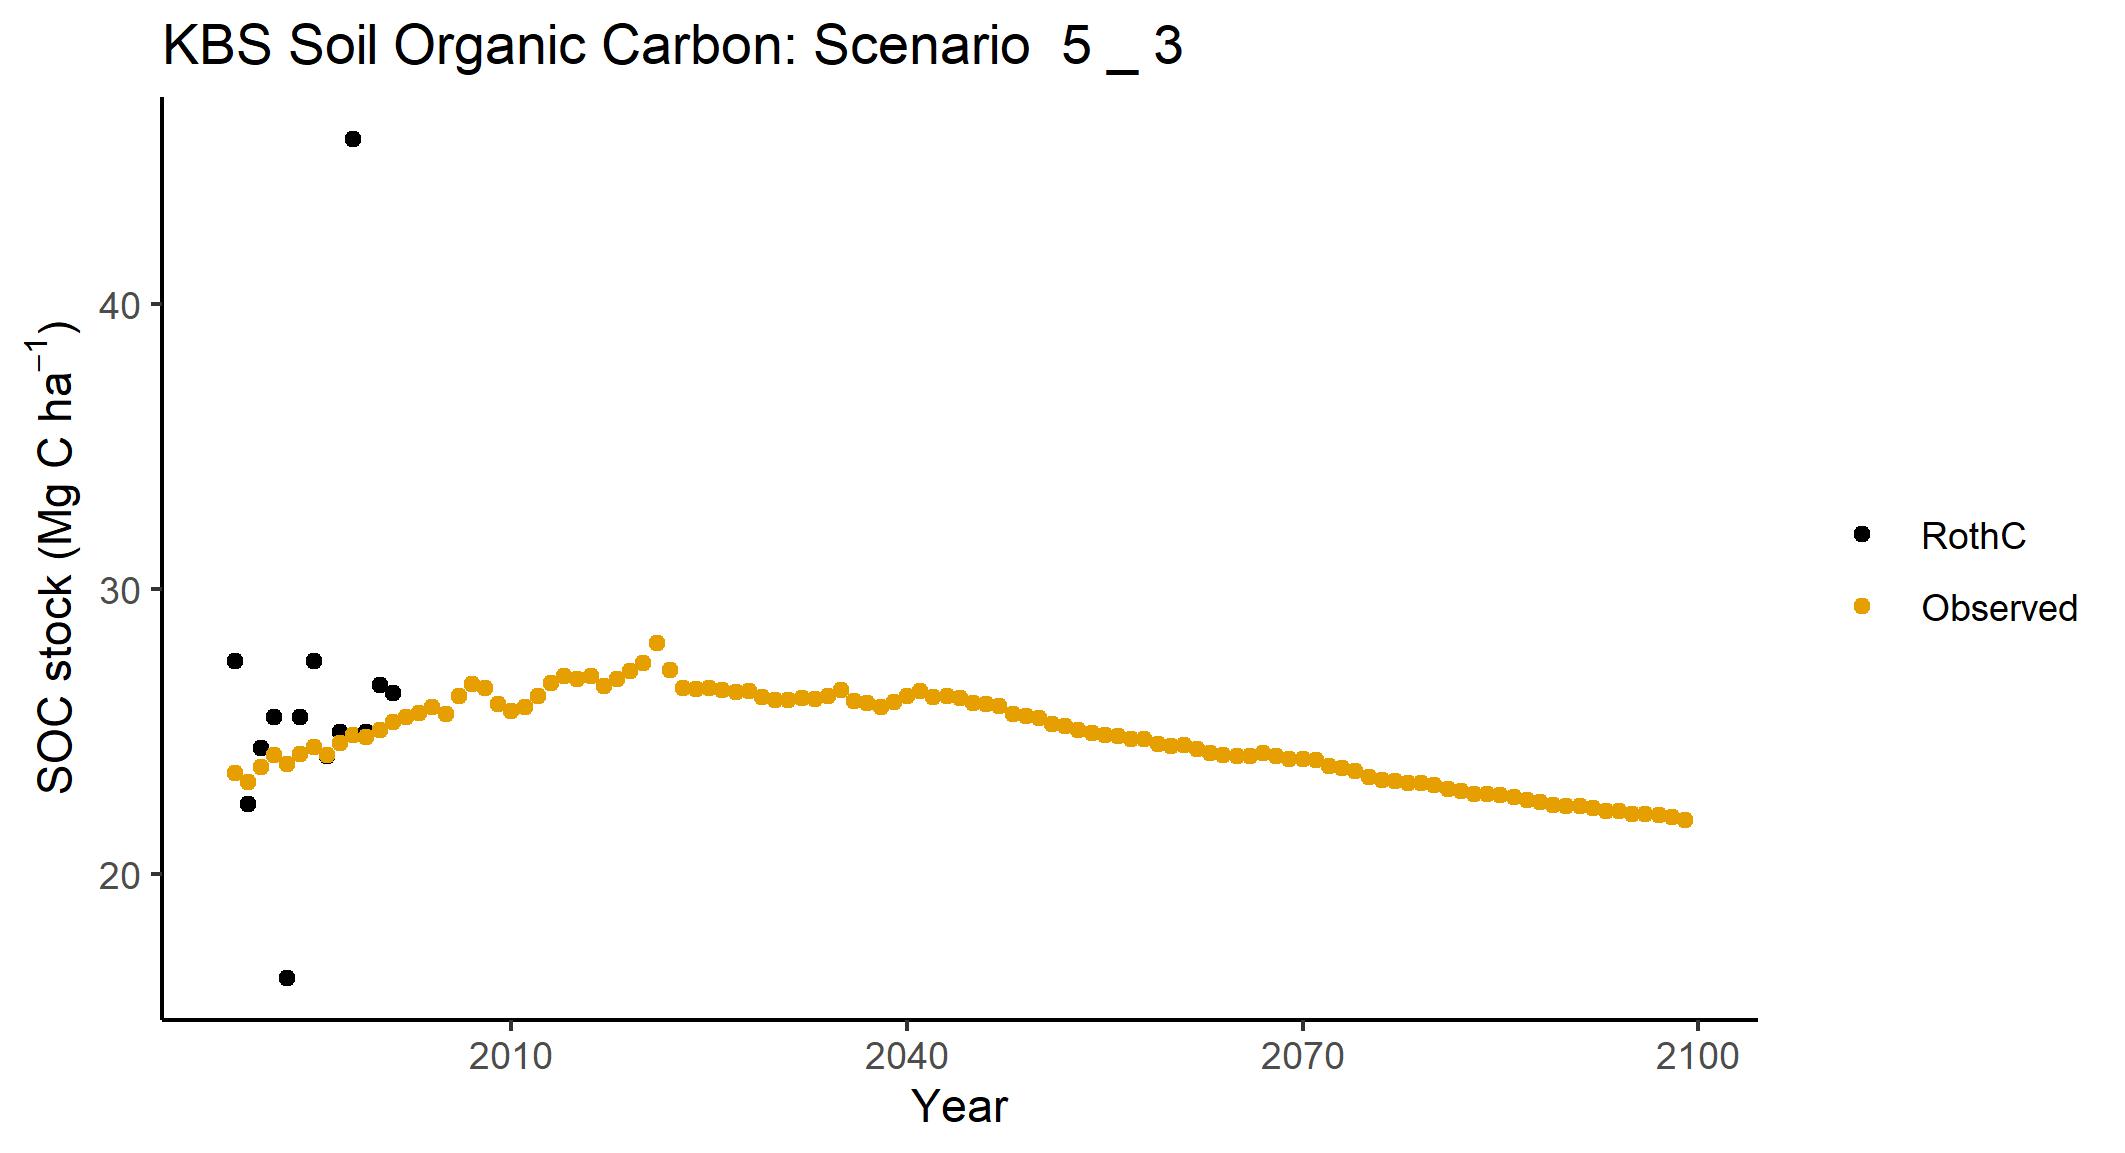 KBS Soil Organic Carbon: Scenario  5 _ 3
SOC stock (Mg C ha⁻¹)
40
30
20
2010
2040
2070
2100
Year
RothC
Observed